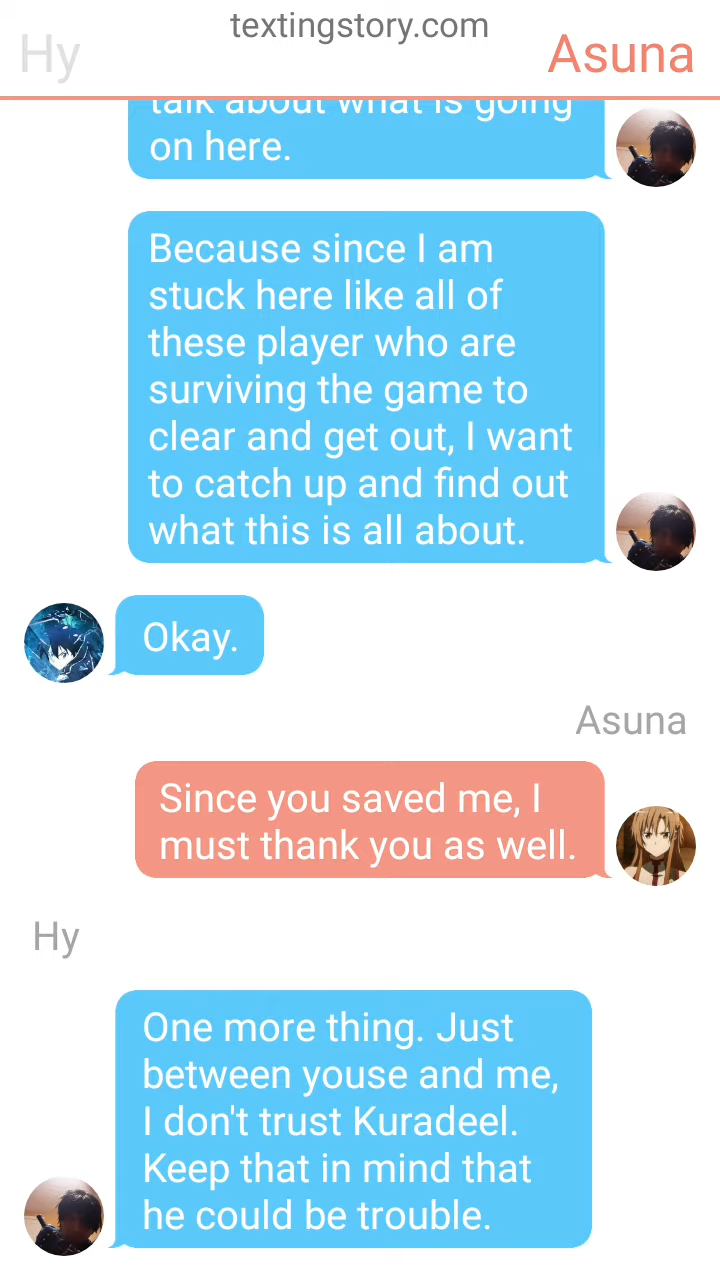 textingstory.com
Hy
Asuna
talk about what is going
on here.
Because since I am
stuck here like all of
these player who are
surviving the game to
clear and get out, I want
to catch up and find out
what this is all about.
Okay.
Asuna
Since you saved me, I
must thank you as well.
Hy
One more thing. Just
between youse and me,
I don't trust Kuradeel.
Keep that in mind that
he could be trouble.